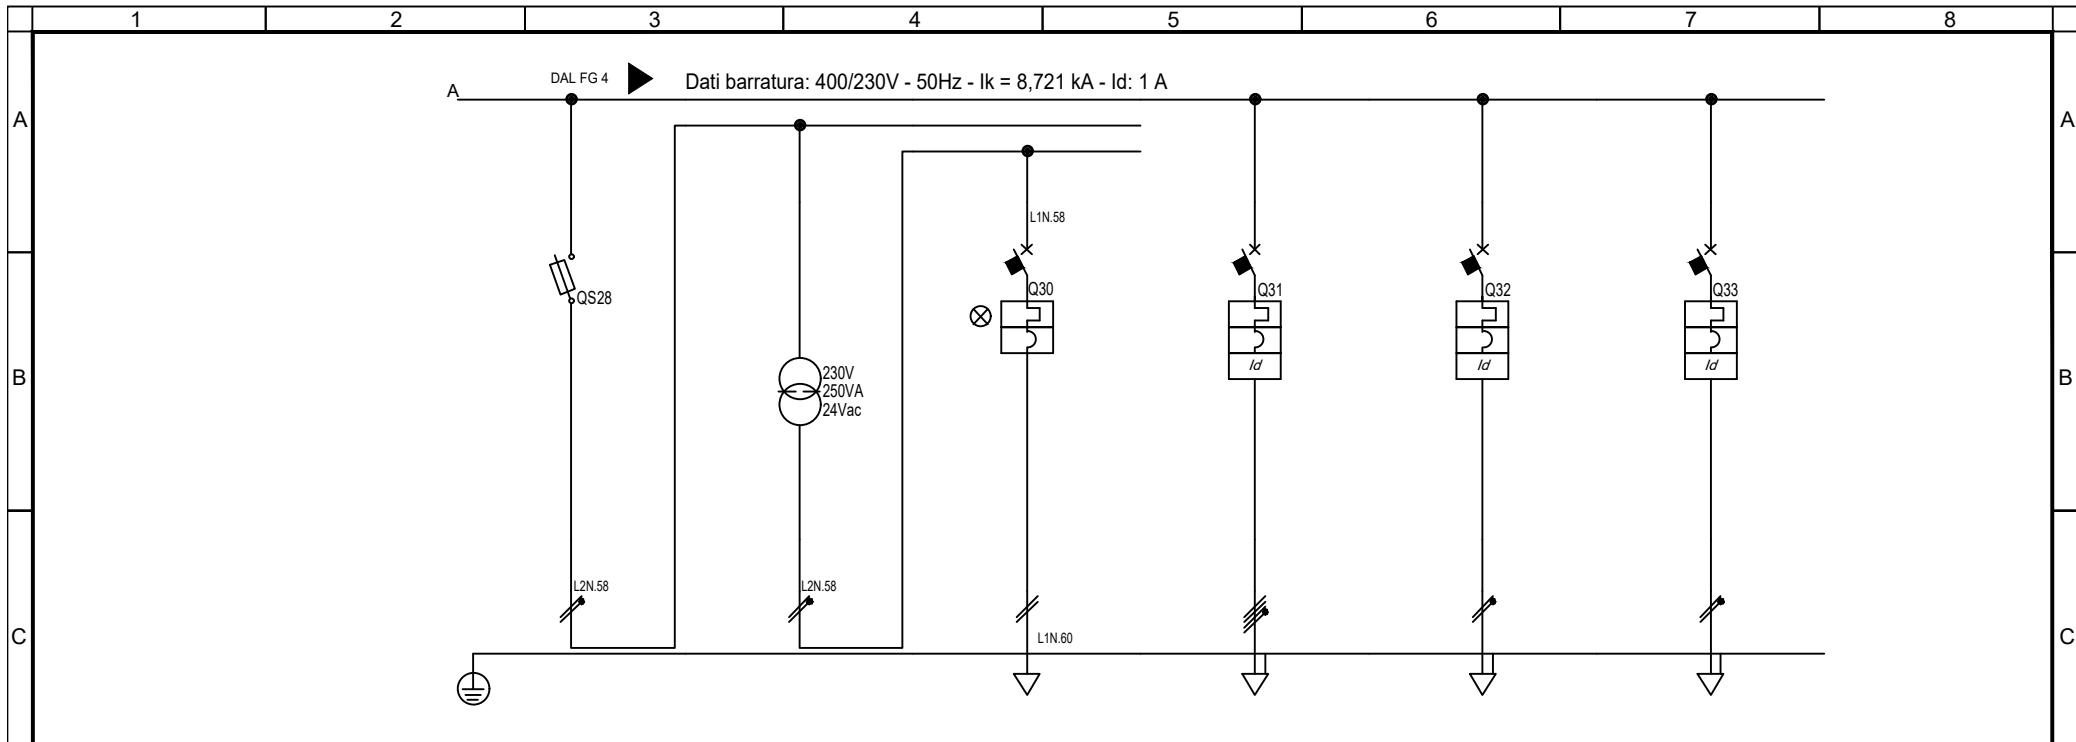 1 2 3 4 5 6 7 8
DAL FG 4
Dati barratura: 400/230V - 50Hz - Ik = 8,721 kA - Id: 1 A
A
A
A
L1N.58
QS28
Q30
Q31
Q32
Q33
Id
Id
Id
230V
250VA
24Vac
B
B
L2N.58
L2N.58
L1N.60
C
C